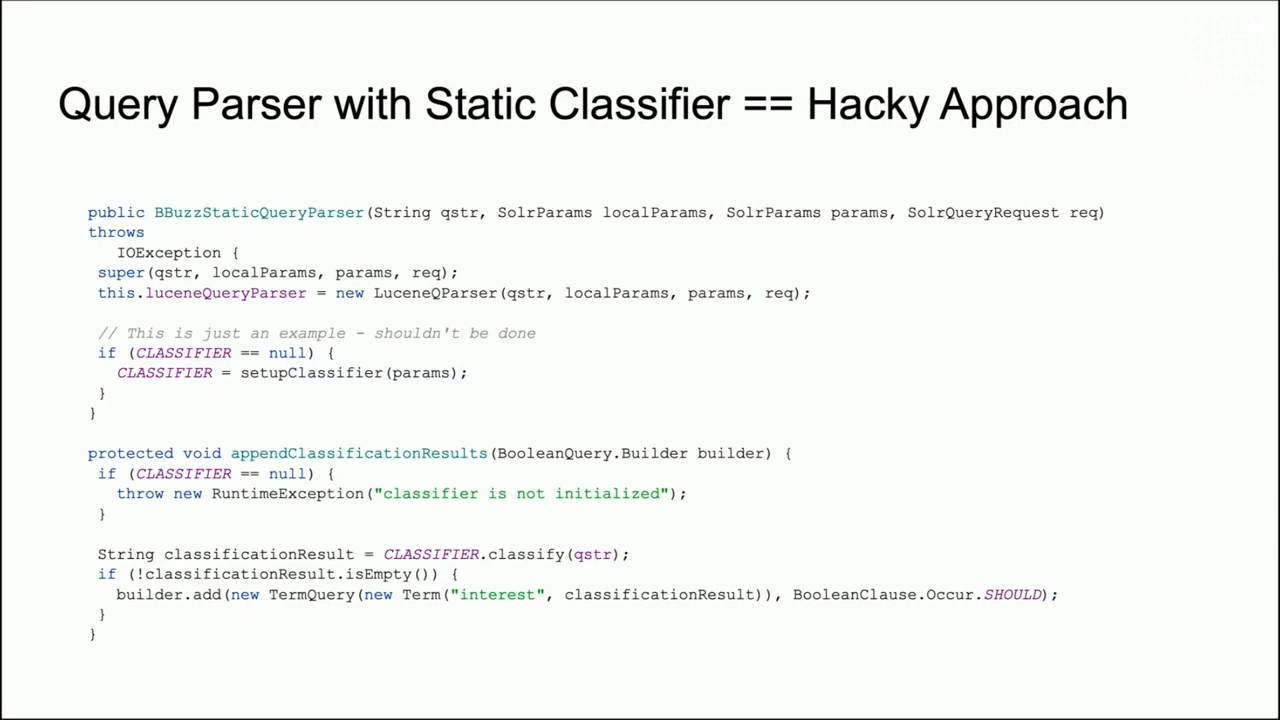 Query Parser with Static Classifier == Hacky Approach
public BBuzzStaticQueryParser(String qstr, SolrParams localParams, SolrParams params, SolrQueryRequest req)
throws
IOException {
super(qstr, localParams, params, req);
this.luceneQueryParser = new LuceneQParser(qstr, localParams, params, req);
// This is just an example - shouldn't be done
if (CLASSIFIER == null) {
CLASSIFIER = setupClassifier(params);
}
}
protected void appendClassificationResults(BooleanQuery.Builder builder) {
if (CLASSIFIER == null) {
throw new RuntimeException("classifier is not initialized");
}
String classificationResult = CLASSIFIER.classify(qstr);
if (!classificationResult.isEmpty()) {
builder.add(new TermQuery(new Term("interest", classificationResult)), BooleanClause.Occur.SHOULD);
}
}